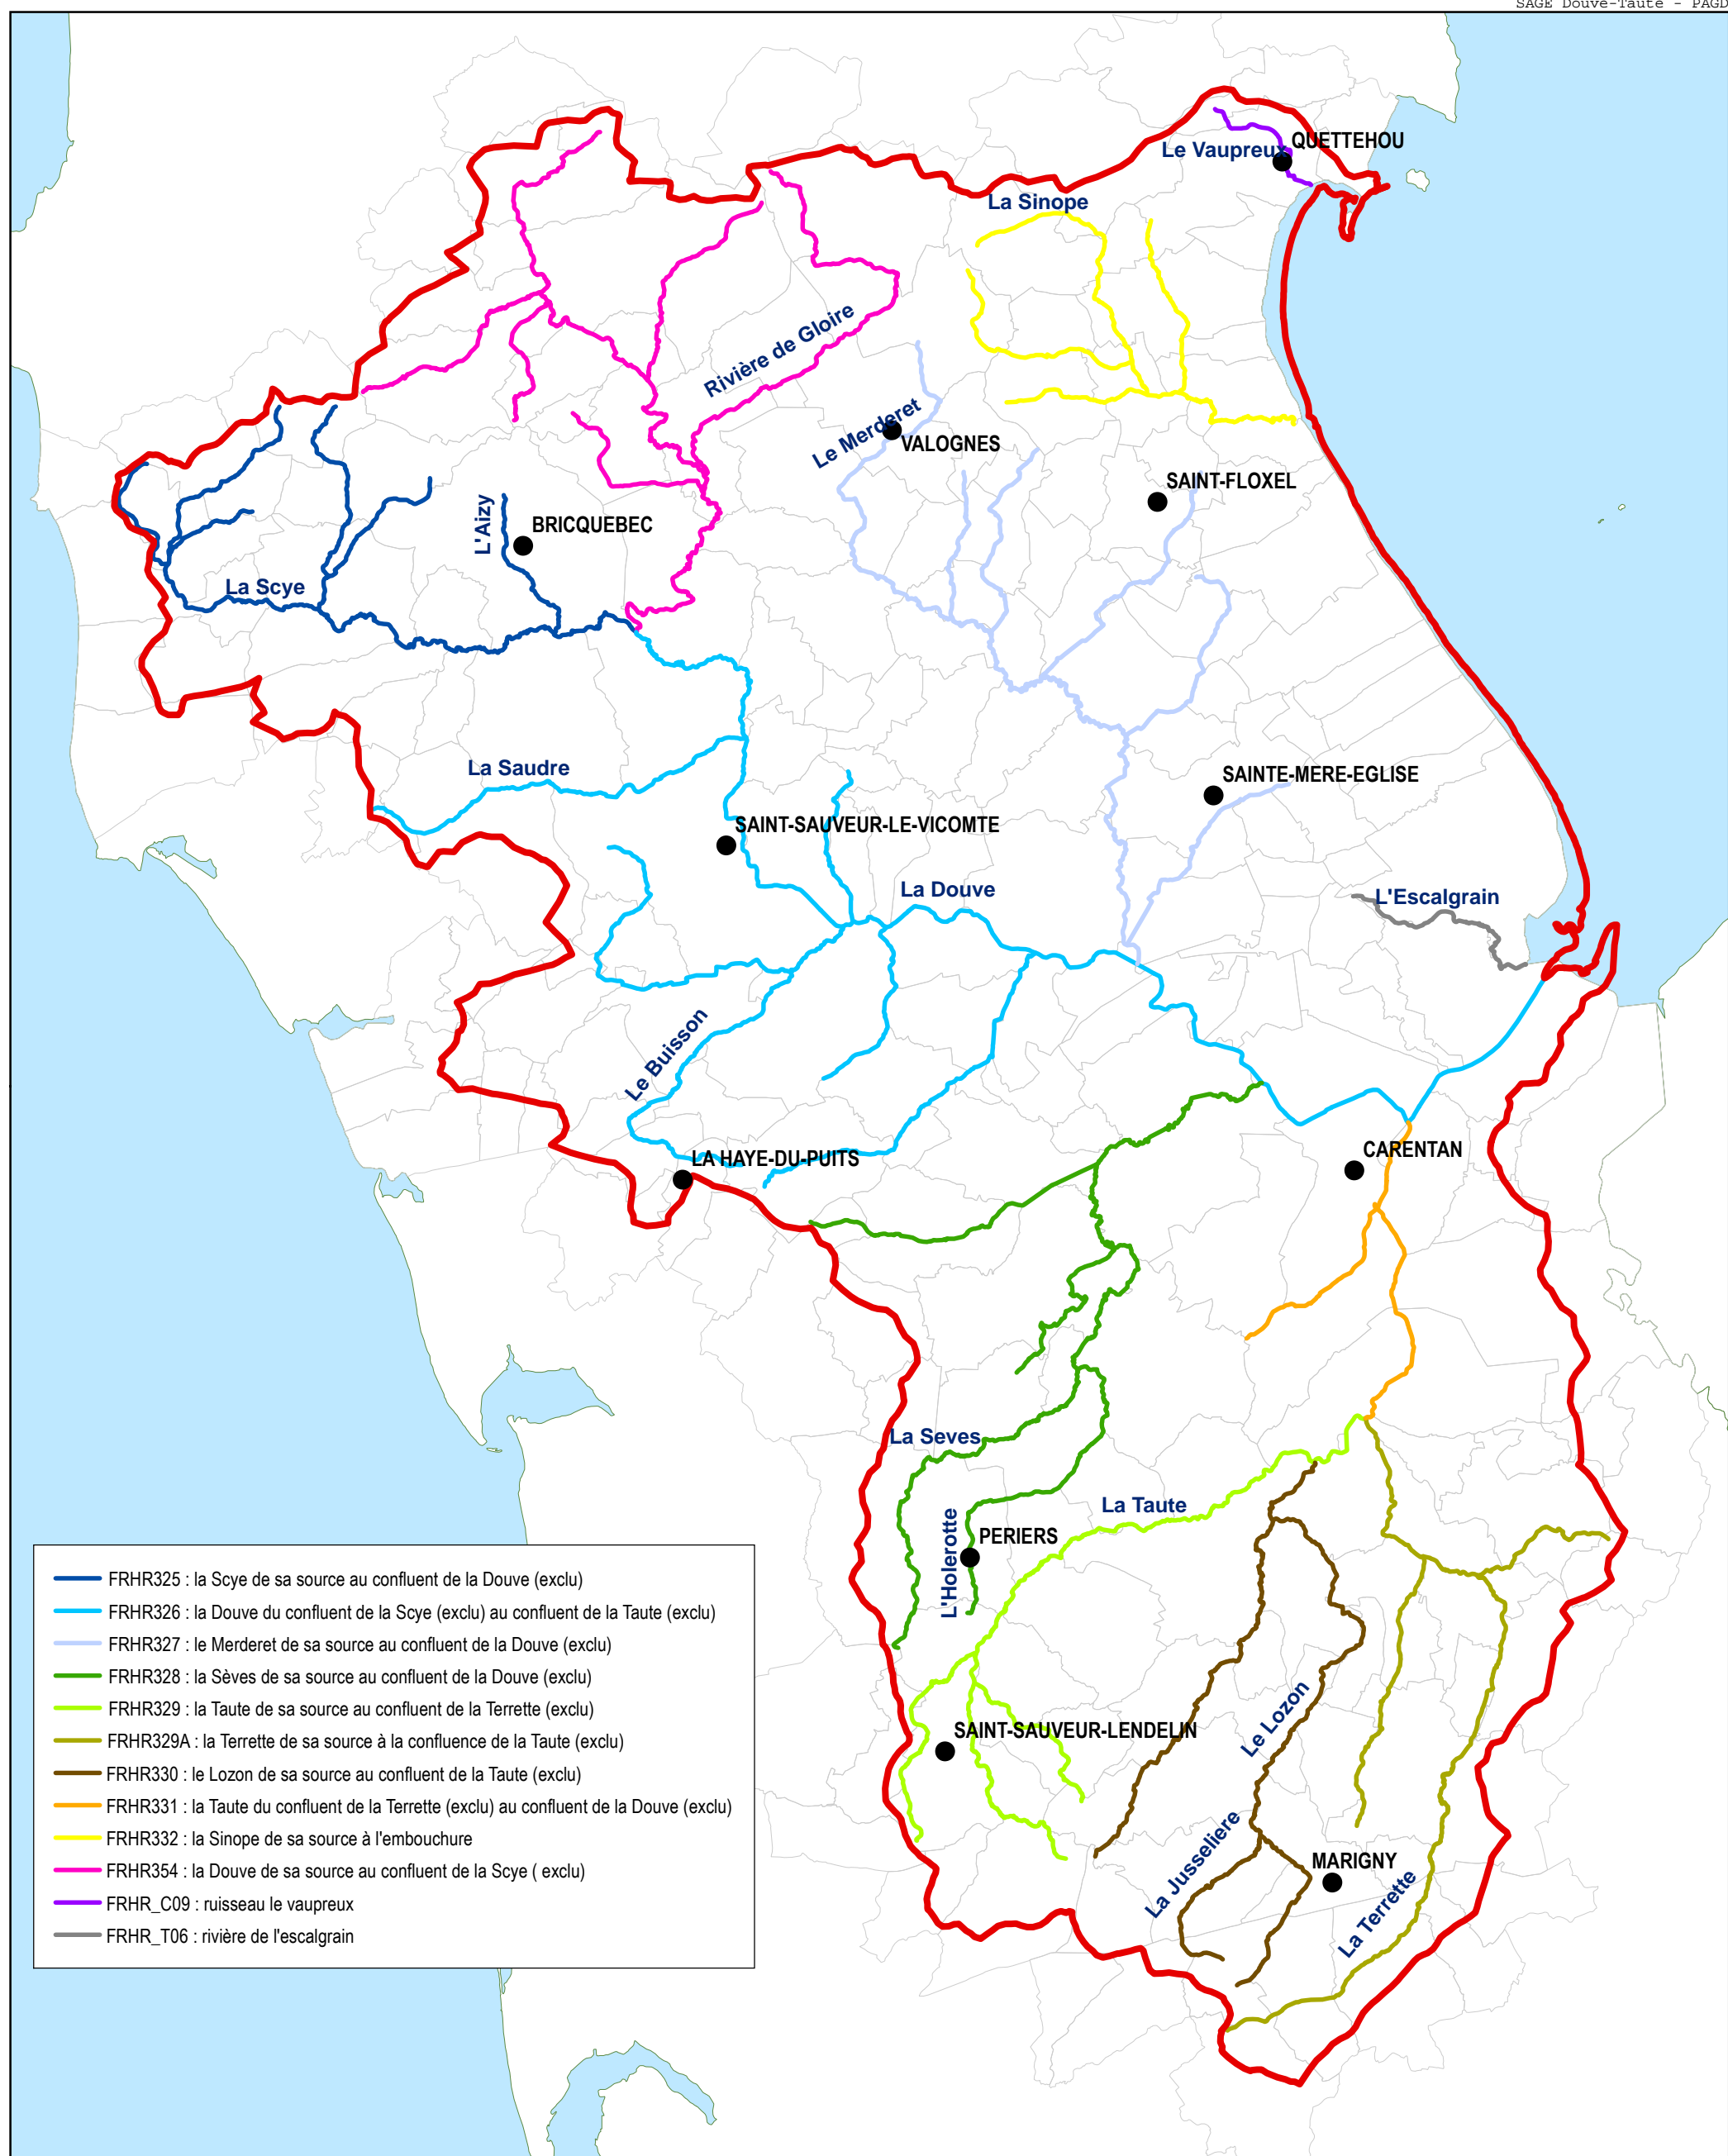 SAGE Douve-Taute - PAGD
QUETTEHOU
Le Vaupreux
La Sinope
Rivière de Gloire
Le Merderet
VALOGNES
SAINT-FLOXEL
L'Aizy
BRICQUEBEC
La Scye
La Saudre
SAINTE-MERE-EGLISE
SAINT-SAUVEUR-LE-VICOMTE
La Douve
L'Escalgrain
Le Buisson
LA HAYE-DU-PUITS
CARENTAN
La Seves
La Taute
L'Holerotte
PERIERS
SAINT-SAUVEUR-LENDELIN
Le Lozon
La Jusseliere
MARIGNY
La Terrette
FRHR325 : la Scye de sa source au confluent de la Douve (exclu)
FRHR326 : la Douve du confluent de la Scye (exclu) au confluent de la Taute (exclu)
FRHR327 : le Merderet de sa source au confluent de la Douve (exclu)
FRHR328 : la Sèves de sa source au confluent de la Douve (exclu)
FRHR329 : la Taute de sa source au confluent de la Terrette (exclu)
FRHR329A : la Terrette de sa source à la confluence de la Taute (exclu)
FRHR330 : le Lozon de sa source au confluent de la Taute (exclu)
FRHR331 : la Taute du confluent de la Terrette (exclu) au confluent de la Douve (exclu)
FRHR332 : la Sinope de sa source à l'embouchure
FRHR354 : la Douve de sa source au confluent de la Scye ( exclu)
FRHR_C09 : ruisseau le vaupreux
FRHR_T06 : rivière de l'escalgrain